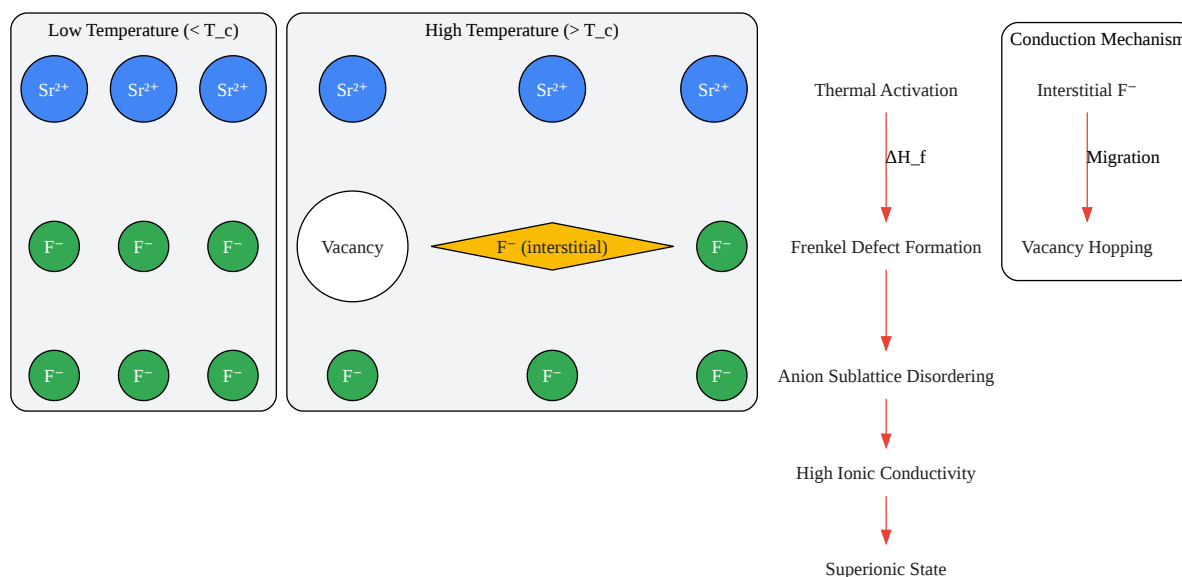 Low Temperature (< T_c)
Sr²⁺ Sr²⁺ Sr²⁺
F⁻ F⁻ F⁻
F⁻ F⁻ F⁻
High Temperature (> T_c)
Sr²⁺ Sr²⁺ Sr²⁺
Vacancy F⁻ (interstitial) F⁻
F⁻ F⁻ F⁻
Thermal Activation
ΔH_f
Frenkel Defect Formation
Anion Sublattice Disordering
High Ionic Conductivity
Superionic State
Conduction Mechanism
Interstitial F⁻
Migration
Vacancy Hopping